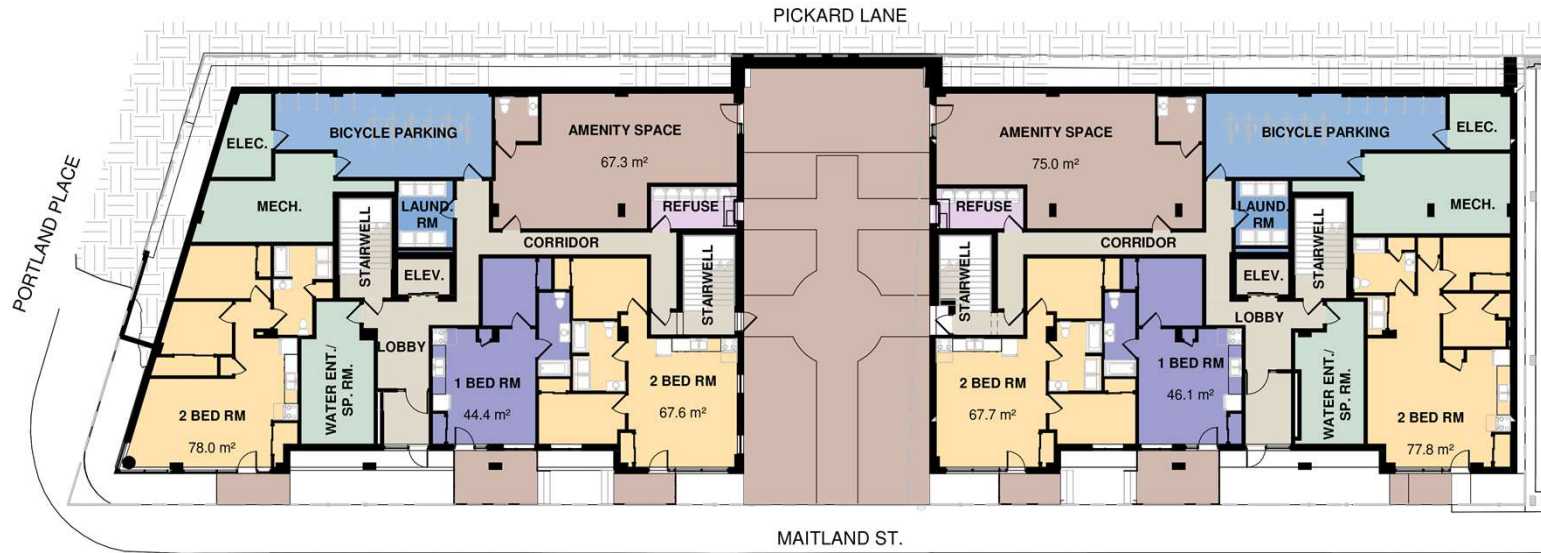 PICKARD LANE
PORTLAND PLACE
ELEC.
BICYCLE PARKING
AMENITY SPACE
67.3 m²
MECH.
LAUND.
RM
REFUSE
STAIRWELL
CORRIDOR
ELEV.
STAIRWELL
LOBBY
WATER ENT./
SP. RM.
2 BED RM
78.0 m²
1 BED RM
44.4 m²
2 BED RM
67.6 m²
AMENITY SPACE
75.0 m²
BICYCLE PARKING
ELEC.
REFUSE
LAUND.
RM
MECH.
STAIRWELL
CORRIDOR
STAIRWELL
ELEV.
LOBBY
2 BED RM
67.7 m²
1 BED RM
46.1 m²
WATER ENT./
SP. RM.
2 BED RM
77.8 m²
MAITLAND ST.